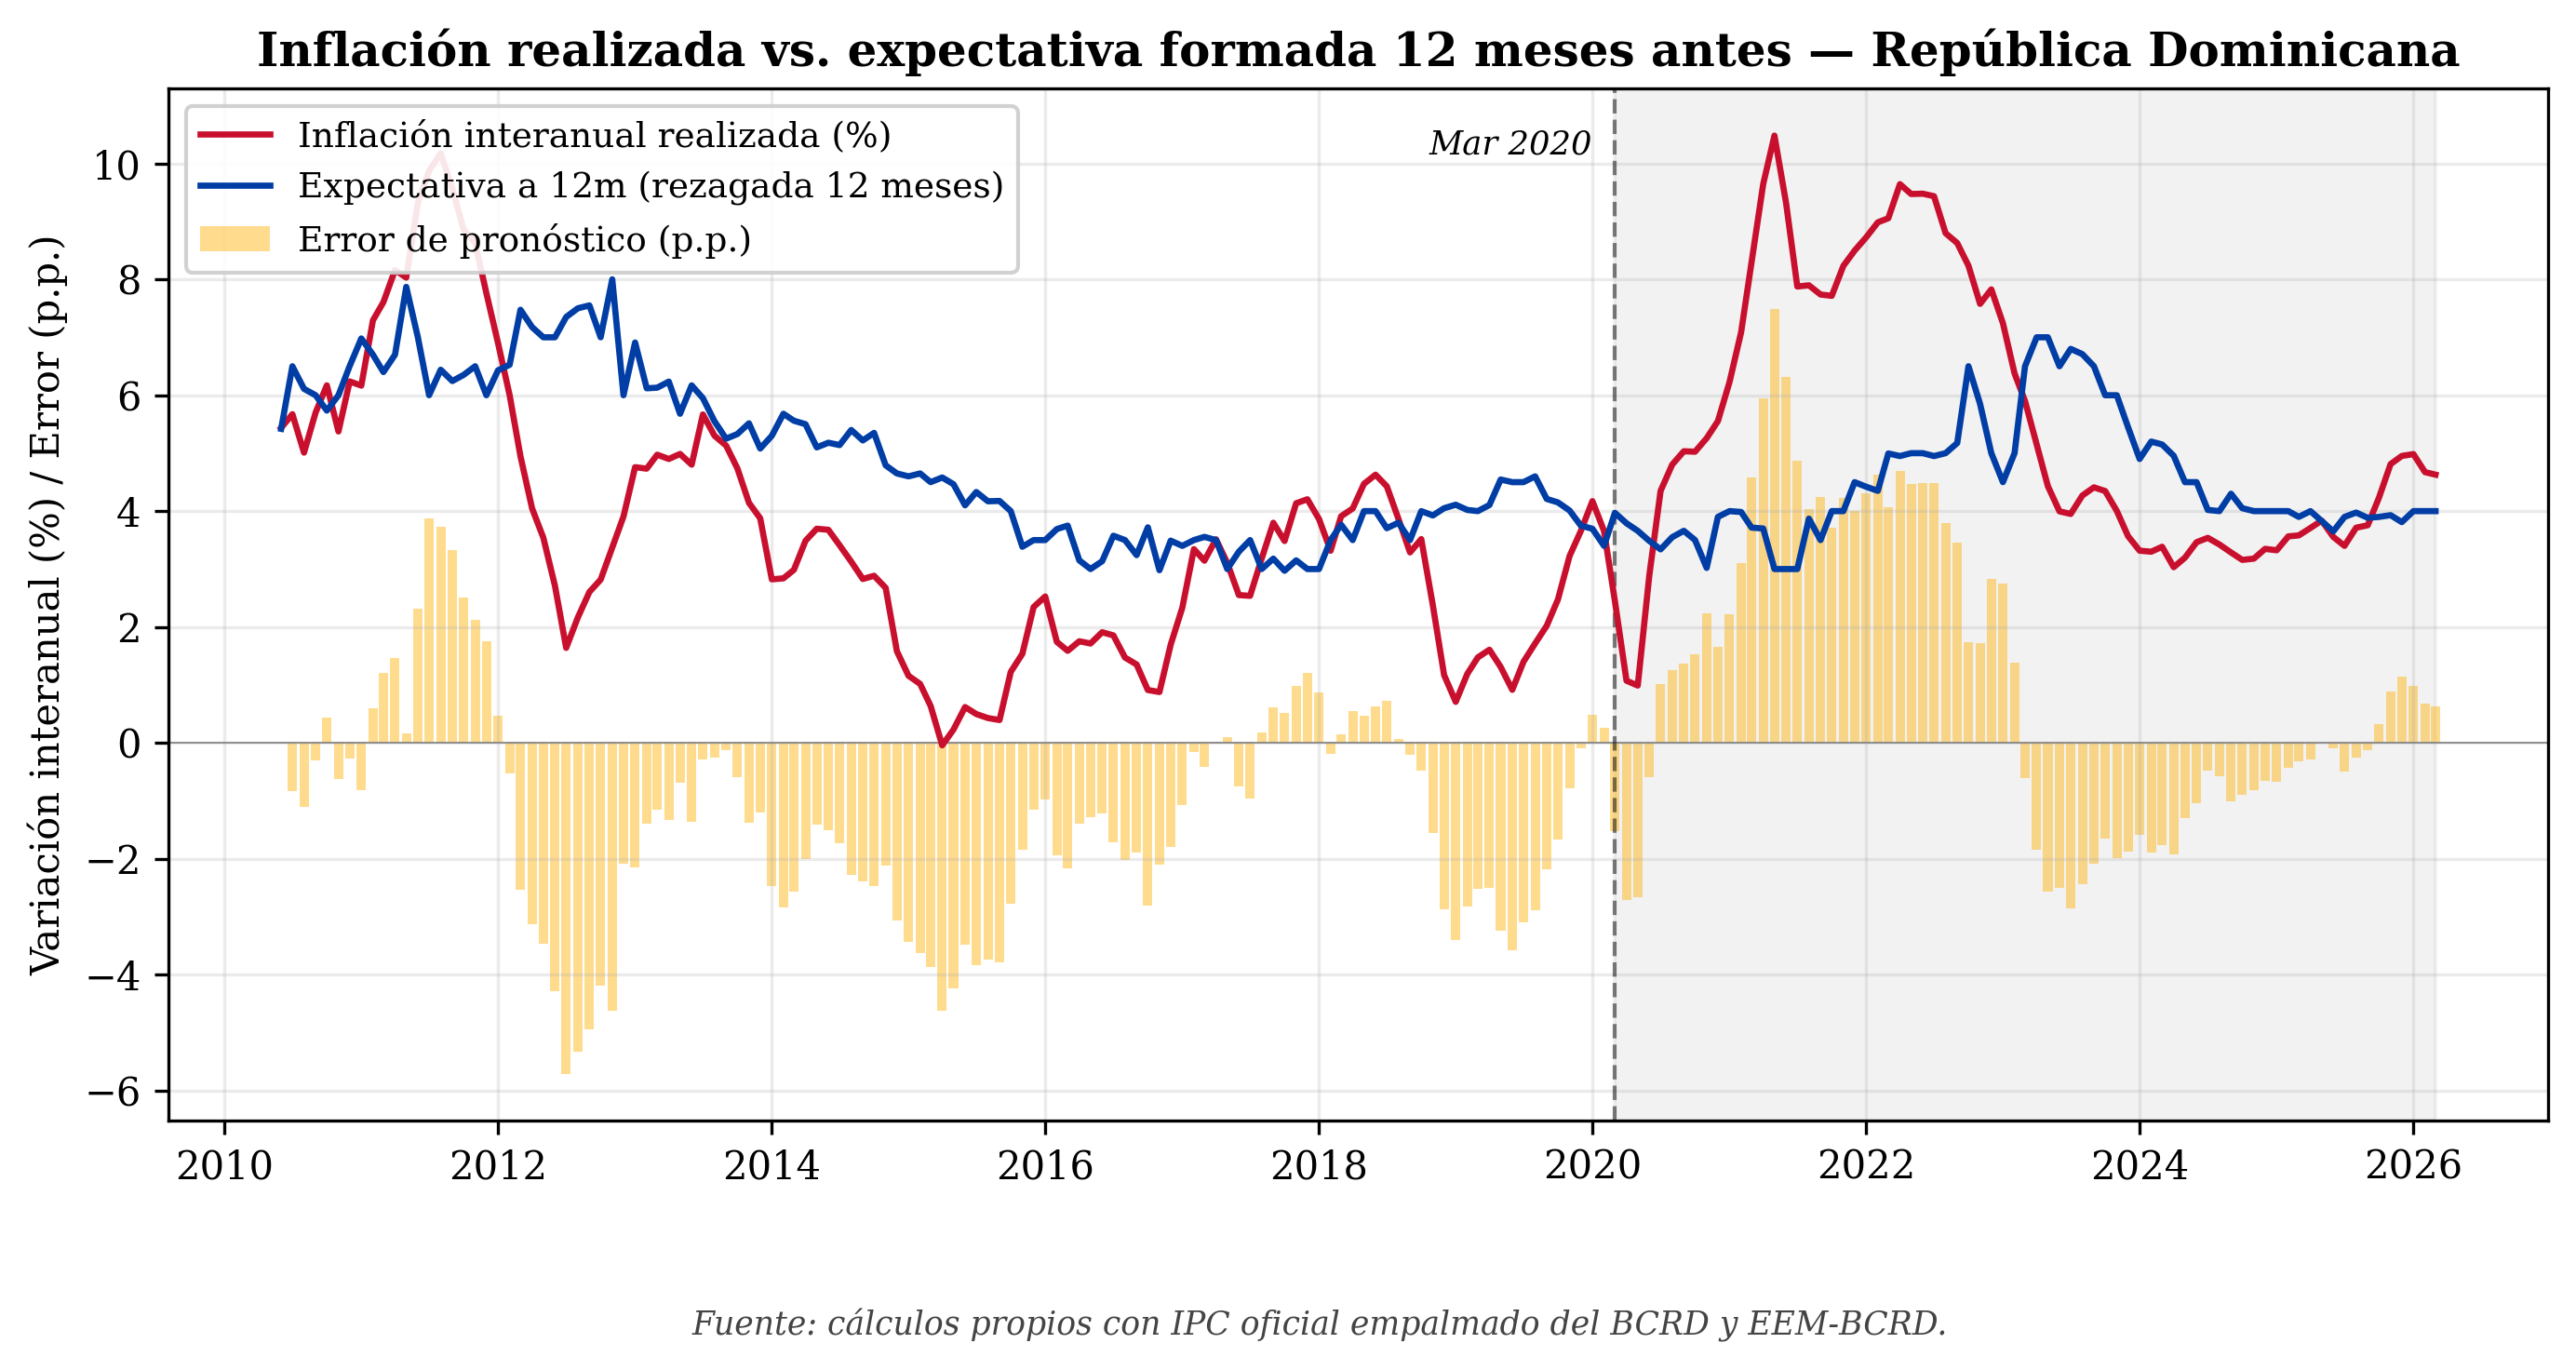 Inflación realizada vs. expectativa formada 12 meses antes — República Dominicana
Inflación interanual realizada (%)
Expectativa a 12m (rezagada 12 meses)
Error de pronóstico (p.p.)
Mar 2020
Variación interanual (%) / Error (p.p.)
10
8
6
4
2
0
−2
−4
−6
2010 2012 2014 2016 2018 2020 2022 2024 2026
Fuente: cálculos propios con IPC oficial empalmado del BCRD y EEM-BCRD.